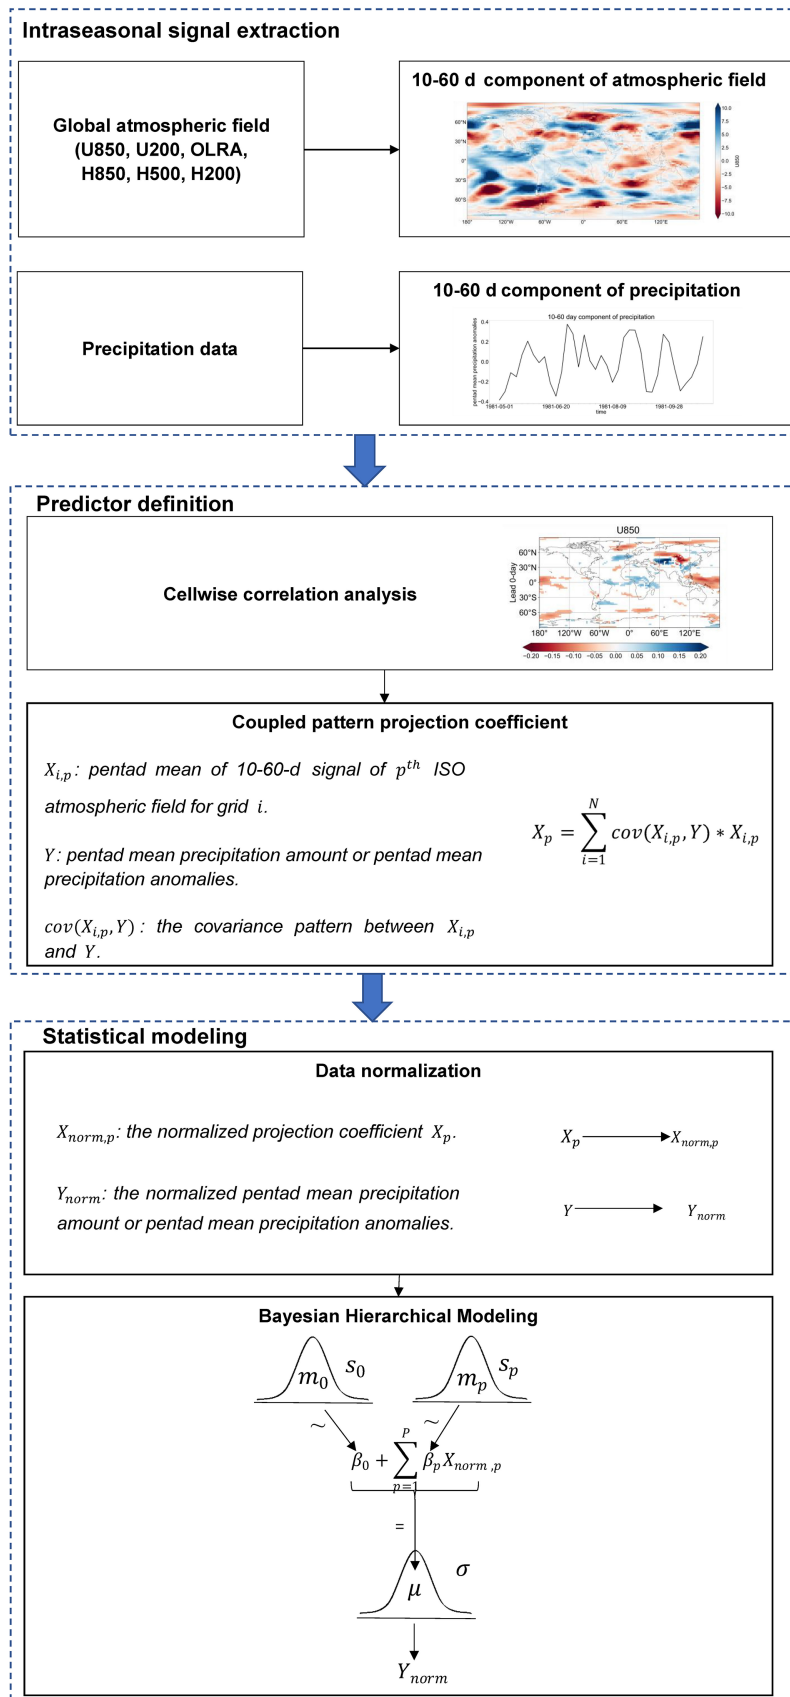 Intraseasonal signal extraction
Global atmospheric field
(U850, U200, OLRA,
H850, H500, H200)
10-60 d component of atmospheric field
60°N
30°N
0°
30°S
60°S
180° 120°W 60°W 0° 60°E 120°E
10.0
7.5
5.0
2.5
0.0
−2.5
−5.0
−7.5
−10.0
U850
Precipitation data
10-60 d component of precipitation
10-60 day component of precipitation
pentad mean precipitation anomalies
0.4
0.2
0.0
−0.2
−0.4
1981-05-01 1981-06-20 1981-08-09 1981-09-28
time
Predictor definition
Cellwise correlation analysis
U850
Lead 0-day
60°N
30°N
0°
30°S
60°S
180° 120°W 60°W 0° 60°E 120°E
−0.20 −0.15 −0.10 −0.05 0.00 0.05 0.10 0.15 0.20
Coupled pattern projection coefficient
X_{i,p}: pentad mean of 10-60-d signal of p^{th} ISO
atmospheric field for grid i.
Y: pentad mean precipitation amount or pentad mean
precipitation anomalies.
cov(X_{i,p}, Y): the covariance pattern between X_{i,p}
and Y.
X_p = \sum_{i=1}^{N} cov(X_{i,p}, Y) * X_{i,p}
Statistical modeling
Data normalization
X_{norm,p}: the normalized projection coefficient X_p.
X_p X_{norm,p}
Y_{norm}: the normalized pentad mean precipitation
amount or pentad mean precipitation anomalies.
Y Y_{norm}
Bayesian Hierarchical Modeling
m_0 s_0 m_p s_p
~ ~
β_0 + \sum_{p=1}^{P} β_p X_{norm,p}
=
μ σ
Y_{norm}